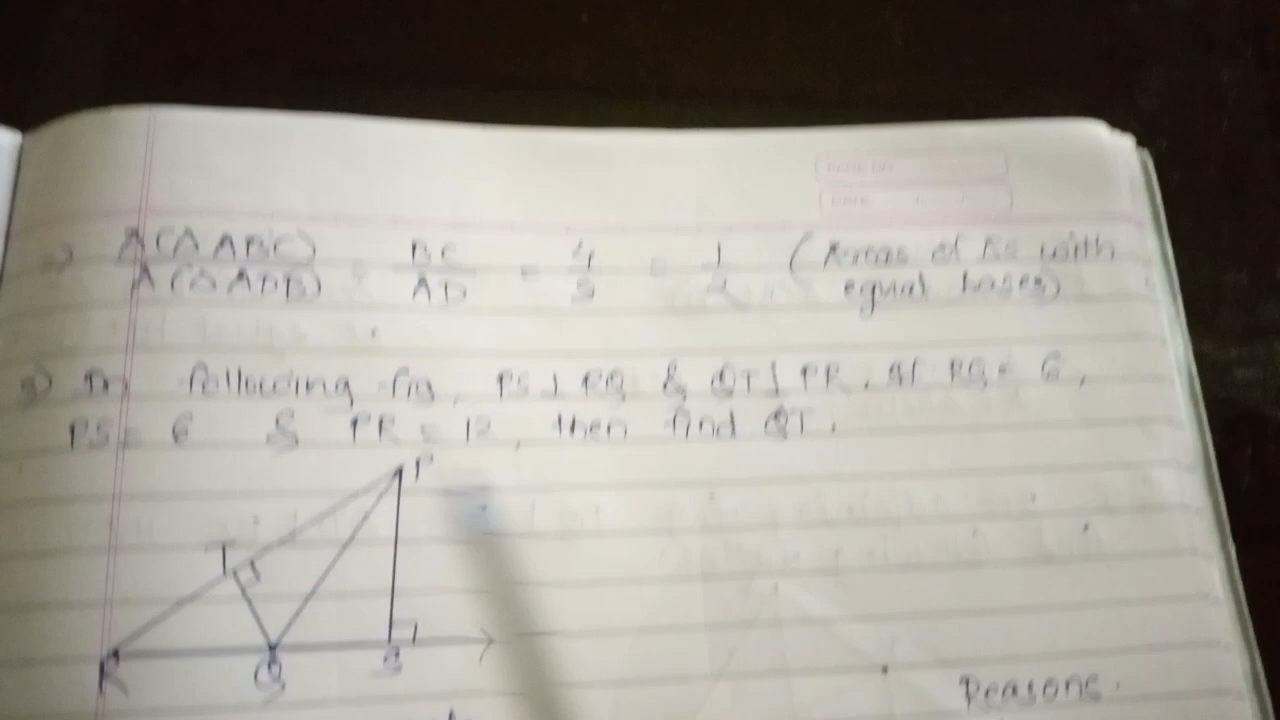 A(△ABC) / A(△ADB) = BC / AD = 4 / 8 = 1 / 2 (Areas of △s with equal bases)
In following fig, PS ⊥ RQ & QT ⊥ PR. If RQ = 6,
PS = 6 & PR = 12, then find QT.
P
T
R Q S
Reasons